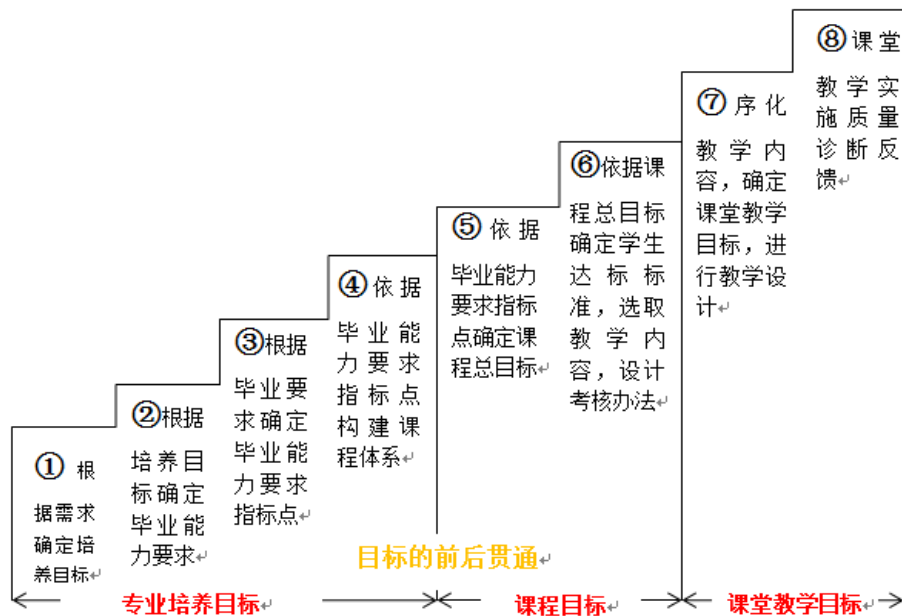 ① 根
据需求
确定培
养目标
②根据
培养目
标确定
毕业能
力要求
③根据
毕业要
求确定
毕业能
力要求
指标点
④依据
毕业能
力要求
指标点
构建课
程体系
⑤依据
毕业能力
要求指标
点确定课
程总目标
⑥依据课
程总目标
确定学生
达标标
准，选取
教学内
容，设计
考核办法
⑦序化
教学内
容，确定
课堂教学
目标，进
行教学设
计
⑧课堂
教学实
施质量
诊断反
馈
目标的前后贯通
专业培养目标
课程目标
课堂教学目标